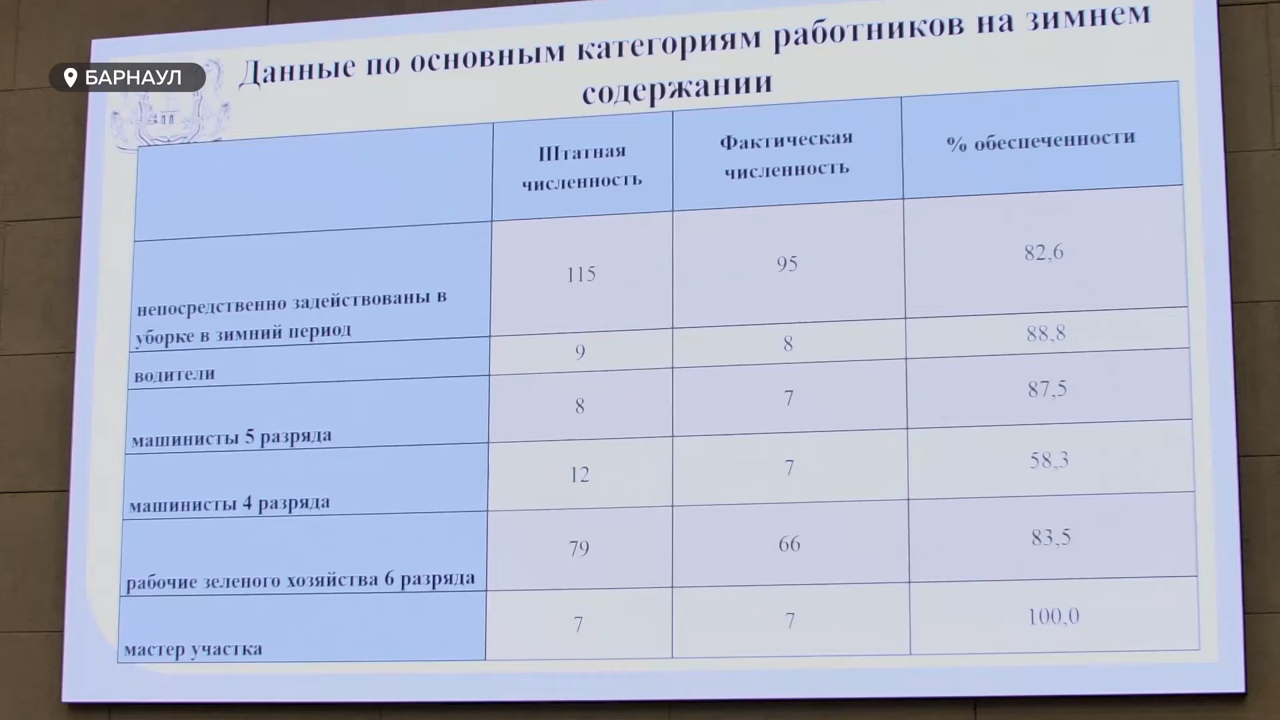 БАРНАУЛ
Данные по основным категориям работников на зимнем
содержании
Штатная
численность
Фактическая
численность
% обеспеченности
непосредственно задействованы в
уборке в зимний период
115
95
82,6
водители
9
8
88,8
машинисты 5 разряда
8
7
87,5
машинисты 4 разряда
12
7
58,3
рабочие зеленого хозяйства 6 разряда
79
66
83,5
мастер участка
7
7
100,0